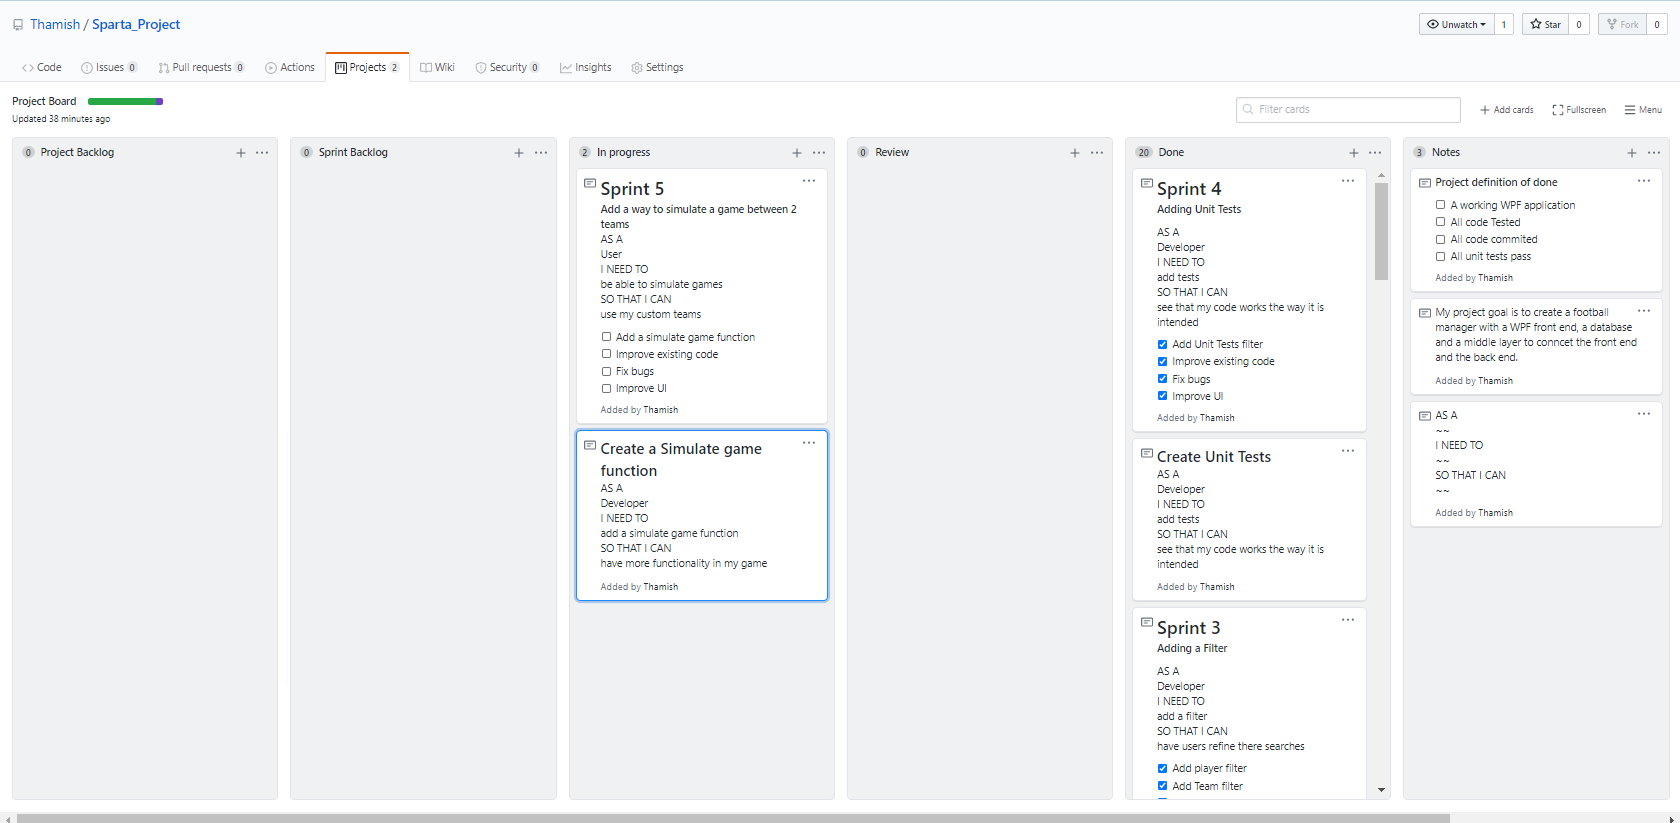 Thamish / Sparta_Project
Unwatch 1
Star 0
Fork 0
Code
Issues 0
Pull requests 0
Actions
Projects 2
Wiki
Security 0
Insights
Settings
Project Board
Updated 38 minutes ago
Filter cards
Add cards
Fullscreen
Menu
0 Project Backlog
0 Sprint Backlog
2 In progress
Sprint 5
Add a way to simulate a game between 2
teams
AS A
User
I NEED TO
be able to simulate games
SO THAT I CAN
use my custom teams
Add a simulate game function
Improve existing code
Fix bugs
Improve UI
Added by Thamish
Create a Simulate game
function
AS A
Developer
I NEED TO
add a simulate game function
SO THAT I CAN
have more functionality in my game
Added by Thamish
0 Review
20 Done
Sprint 4
Adding Unit Tests
AS A
Developer
I NEED TO
add tests
SO THAT I CAN
see that my code works the way it is
intended
Add Unit Tests filter
Improve existing code
Fix bugs
Improve UI
Added by Thamish
Create Unit Tests
AS A
Developer
I NEED TO
add tests
SO THAT I CAN
see that my code works the way it is
intended
Added by Thamish
Sprint 3
Adding a Filter
AS A
Developer
I NEED TO
add a filter
SO THAT I CAN
have users refine there searches
Add player filter
Add Team filter
3 Notes
Project definition of done
A working WPF application
All code Tested
All code commited
All unit tests pass
Added by Thamish
My project goal is to create a football
manager with a WPF front end, a database
and a middle layer to conncet the front end
and the back end.
Added by Thamish
AS A
~~
I NEED TO
~~
SO THAT I CAN
~~
Added by Thamish